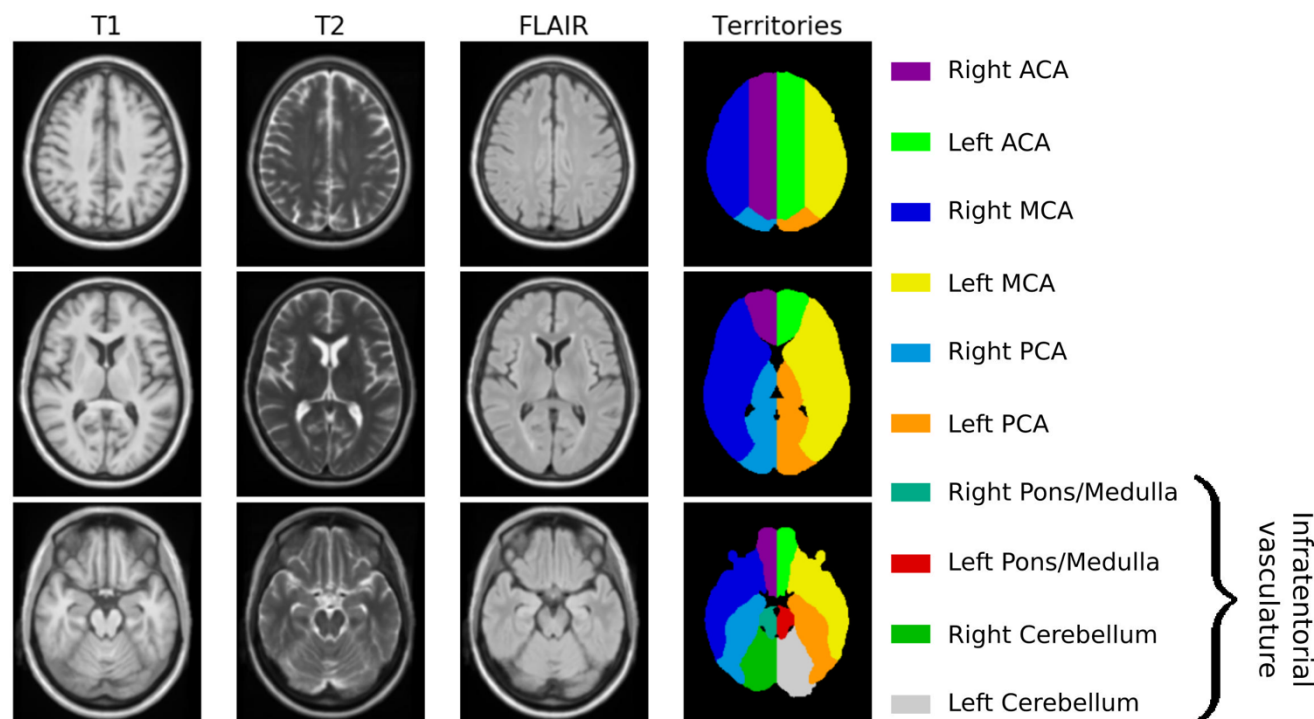 T1
T2
FLAIR
Territories
Right ACA
Left ACA
Right MCA
Left MCA
Right PCA
Left PCA
Right Pons/Medulla
Left Pons/Medulla
Right Cerebellum
Left Cerebellum
Infratentorial
vasculature